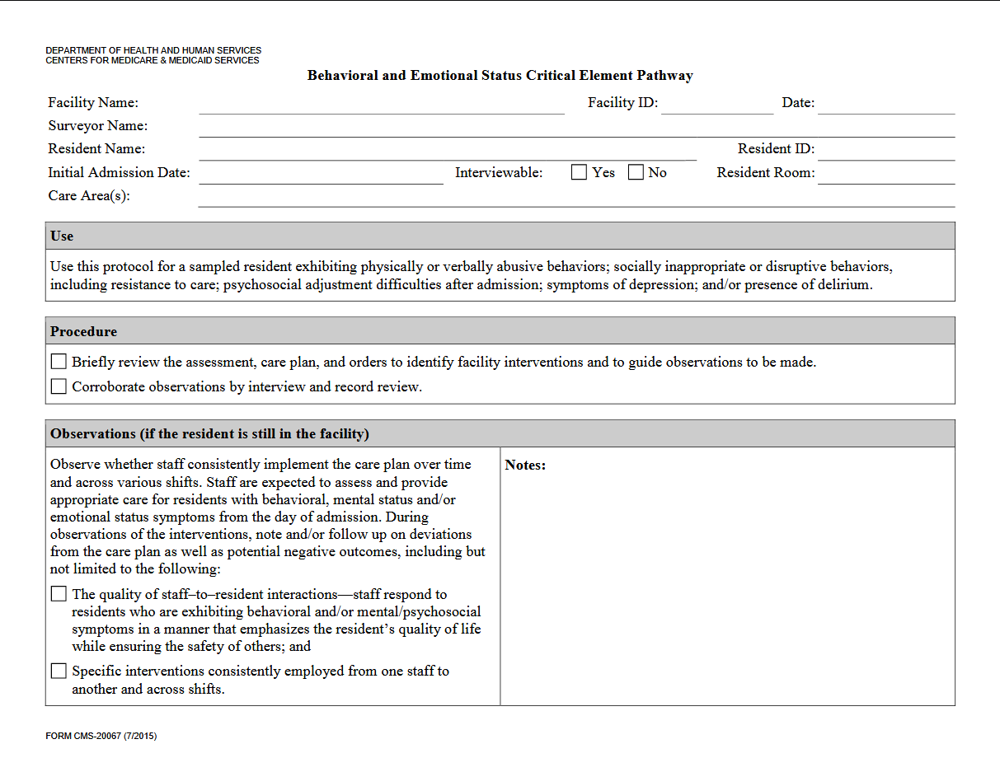 DEPARTMENT OF HEALTH AND HUMAN SERVICES
CENTERS FOR MEDICARE & MEDICAID SERVICES
Behavioral and Emotional Status Critical Element Pathway
Facility Name: Facility ID: Date:
Surveyor Name:
Resident Name: Resident ID:
Initial Admission Date: Interviewable: Yes No Resident Room:
Care Area(s):
Use
Use this protocol for a sampled resident exhibiting physically or verbally abusive behaviors; socially inappropriate or disruptive behaviors,
including resistance to care; psychosocial adjustment difficulties after admission; symptoms of depression; and/or presence of delirium.
Procedure
Briefly review the assessment, care plan, and orders to identify facility interventions and to guide observations to be made.
Corroborate observations by interview and record review.
Observations (if the resident is still in the facility)
Observe whether staff consistently implement the care plan over time
and across various shifts. Staff are expected to assess and provide
appropriate care for residents with behavioral, mental status and/or
emotional status symptoms from the day of admission. During
observations of the interventions, note and/or follow up on deviations
from the care plan as well as potential negative outcomes, including but
not limited to the following:
The quality of staff–to–resident interactions—staff respond to
residents who are exhibiting behavioral and/or mental/psychosocial
symptoms in a manner that emphasizes the resident’s quality of life
while ensuring the safety of others; and
Specific interventions consistently employed from one staff to
another and across shifts.
Notes:
FORM CMS-20067 (7/2015)